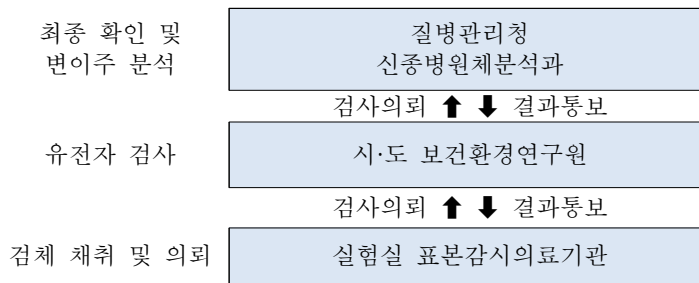 최종 확인 및
변이주 분석
질병관리청
신종병원체분석과
검사의뢰 ⬆ ⬇ 결과통보
유전자 검사
시·도 보건환경연구원
검사의뢰 ⬆ ⬇ 결과통보
검체 채취 및 의뢰
실험실 표본감시의료기관